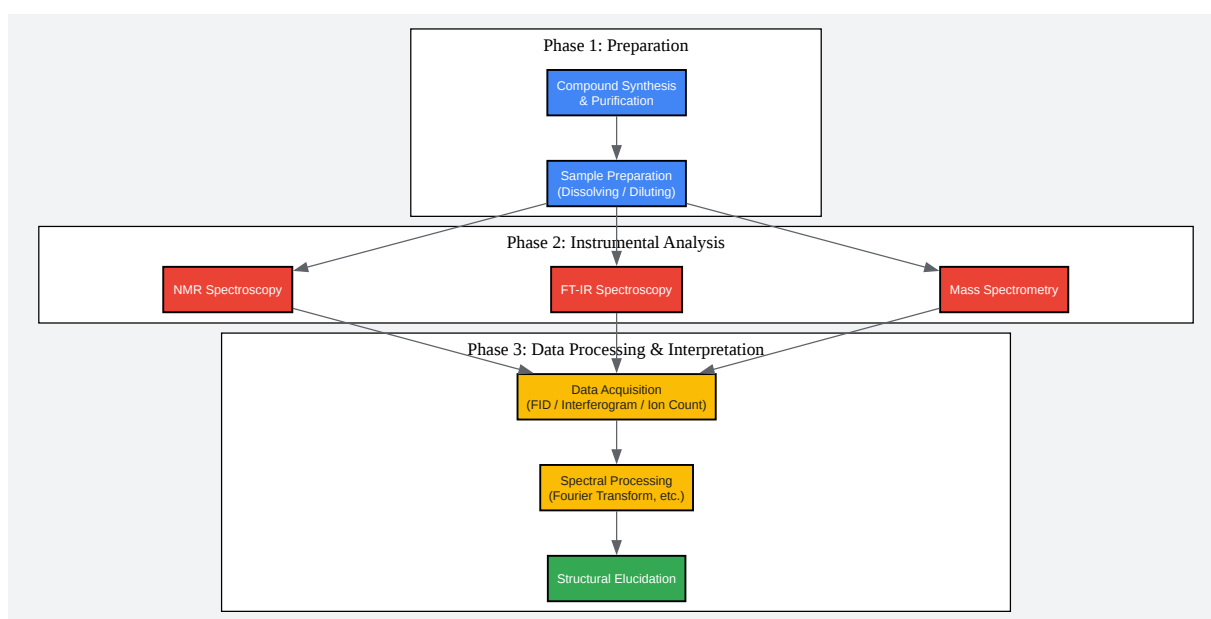 Phase 1: Preparation
Compound Synthesis
& Purification
Sample Preparation
(Dissolving / Diluting)
Phase 2: Instrumental Analysis
NMR Spectroscopy
FT-IR Spectroscopy
Mass Spectrometry
Phase 3: Data Processing & Interpretation
Data Acquisition
(FID / Interferogram / Ion Count)
Spectral Processing
(Fourier Transform, etc.)
Structural Elucidation